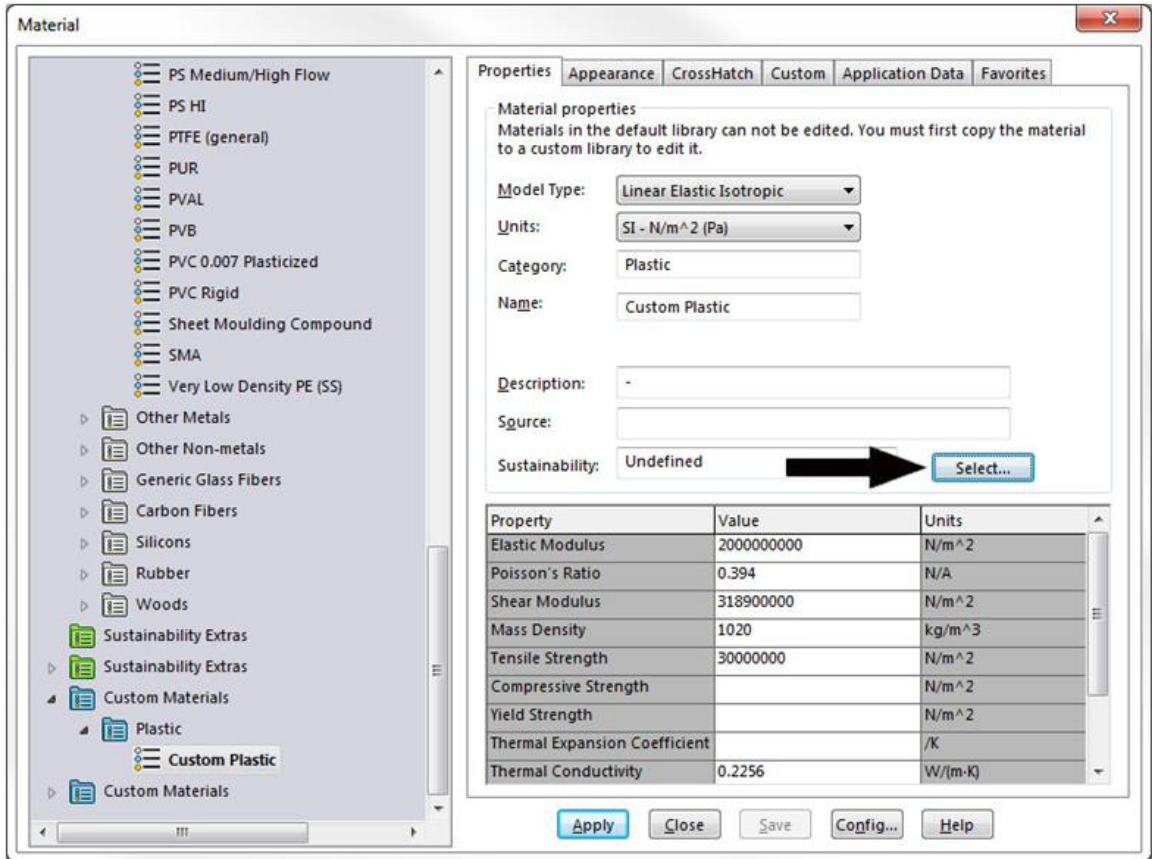 Material
PS Medium/High Flow
PS HI
PTFE (general)
PUR
PVAL
PVB
PVC 0.007 Plasticized
PVC Rigid
Sheet Moulding Compound
SMA
Very Low Density PE (SS)
Other Metals
Other Non-metals
Generic Glass Fibers
Carbon Fibers
Silicons
Rubber
Woods
Sustainability Extras
Sustainability Extras
Custom Materials
Plastic
Custom Plastic
Custom Materials
Properties Appearance CrossHatch Custom Application Data Favorites
Material properties
Materials in the default library can not be edited. You must first copy the material
to a custom library to edit it.
Model Type: Linear Elastic Isotropic
Units: SI - N/m^2 (Pa)
Category: Plastic
Name: Custom Plastic
Description: -
Source:
Sustainability: Undefined Select...
Property Value Units
Elastic Modulus 2000000000 N/m^2
Poisson's Ratio 0.394 N/A
Shear Modulus 318900000 N/m^2
Mass Density 1020 kg/m^3
Tensile Strength 30000000 N/m^2
Compressive Strength N/m^2
Yield Strength N/m^2
Thermal Expansion Coefficient /K
Thermal Conductivity 0.2256 W/(m·K)
Apply Close Save Config... Help